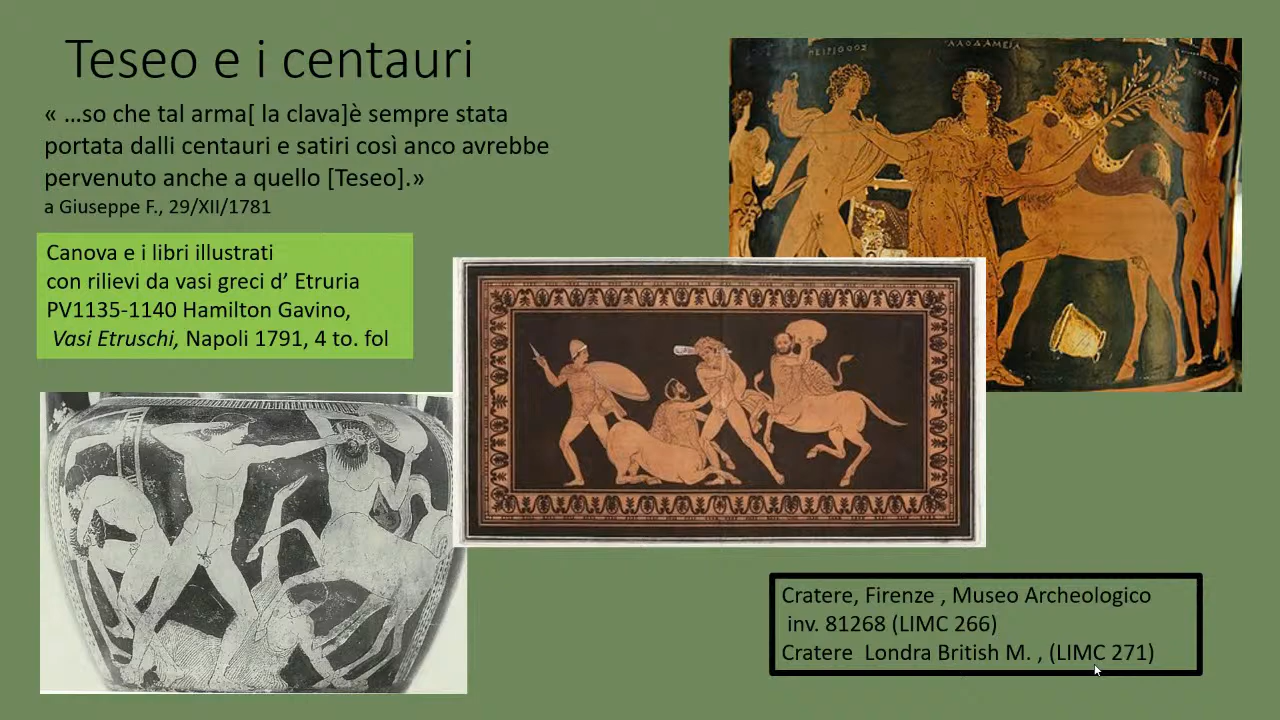 Teseo e i centauri
« ...so che tal arma[ la clava]è sempre stata
portata dalli centauri e satiri così anco avrebbe
pervenuto anche a quello [Teseo].»
a Giuseppe F., 29/XII/1781
Canova e i libri illustrati
con rilievi da vasi greci d’ Etruria
PV1135-1140 Hamilton Gavino,
Vasi Etruschi, Napoli 1791, 4 to. fol
ΠΕΙΡΙΘΟΟΣ ΛΑΟΔΑΜΕΙΑ
Cratere, Firenze , Museo Archeologico
inv. 81268 (LIMC 266)
Cratere Londra British M. , (LIMC 271)